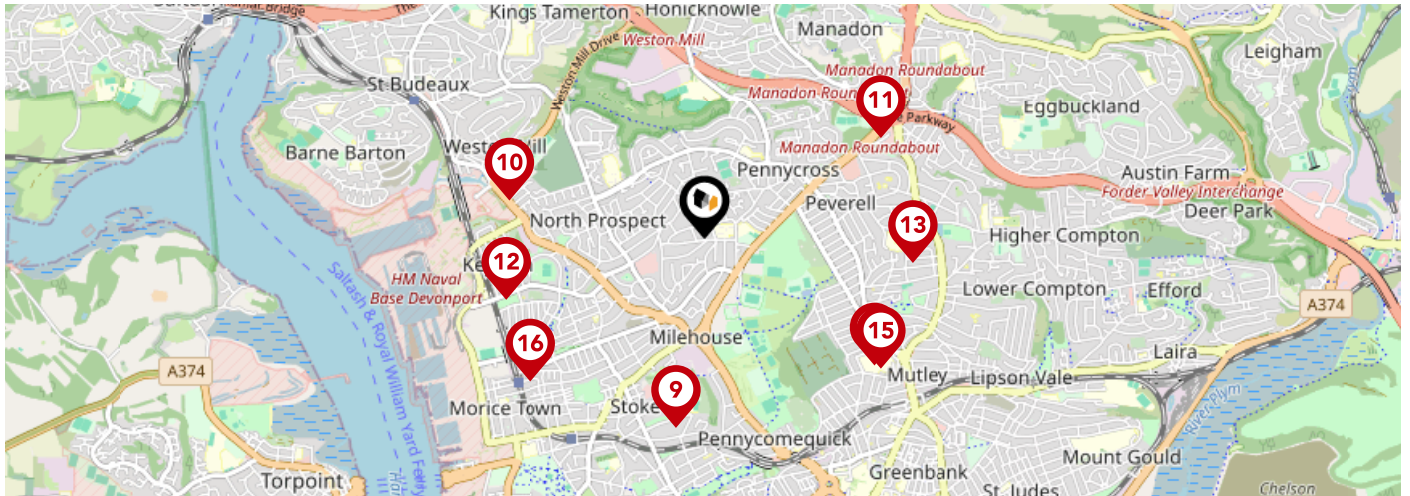 Kings Tamerton
Honicknowle
Weston Mill
Manadon
Leigham
St Budeaux
Weston Mill Drive
Manadon Roundabout
11
Parkway
Eggbuckland
Manadon Roundabout
Barne Barton
10
Pennycross
Austin Farm
Forder Valley Interchange
Deer Park
North Prospect
Peverell
13
Higher Compton
12
HM Naval
Base Devonport
Saltash & Royal William Yard Ferry
Lower Compton
Efford
A374
16
Milehouse
15
Laira
A374
Mutley
Lipson Vale
9
Morice Town
Stoke
River Plym
Pennycomequick
Mount Gould
Greenbank
Torpoint
St Judes
Chelson